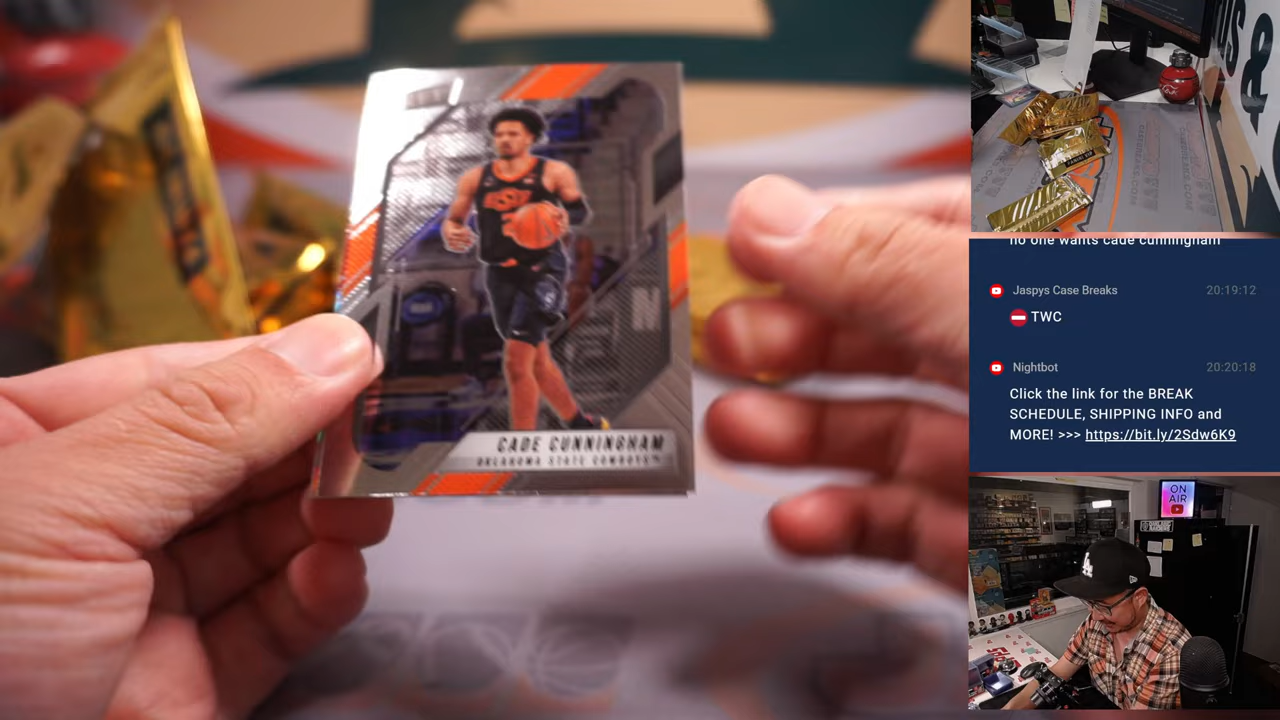 CADE CUNNINGHAM
OKLAHOMA STATE COWBOYS
no one wants cade cunningham
Jaspys Case Breaks 20:19:12
TWC
Nightbot 20:20:18
Click the link for the BREAK
SCHEDULE, SHIPPING INFO and
MORE! >>> https://bit.ly/2Sdw6K9
ON
AIR
US &
LA